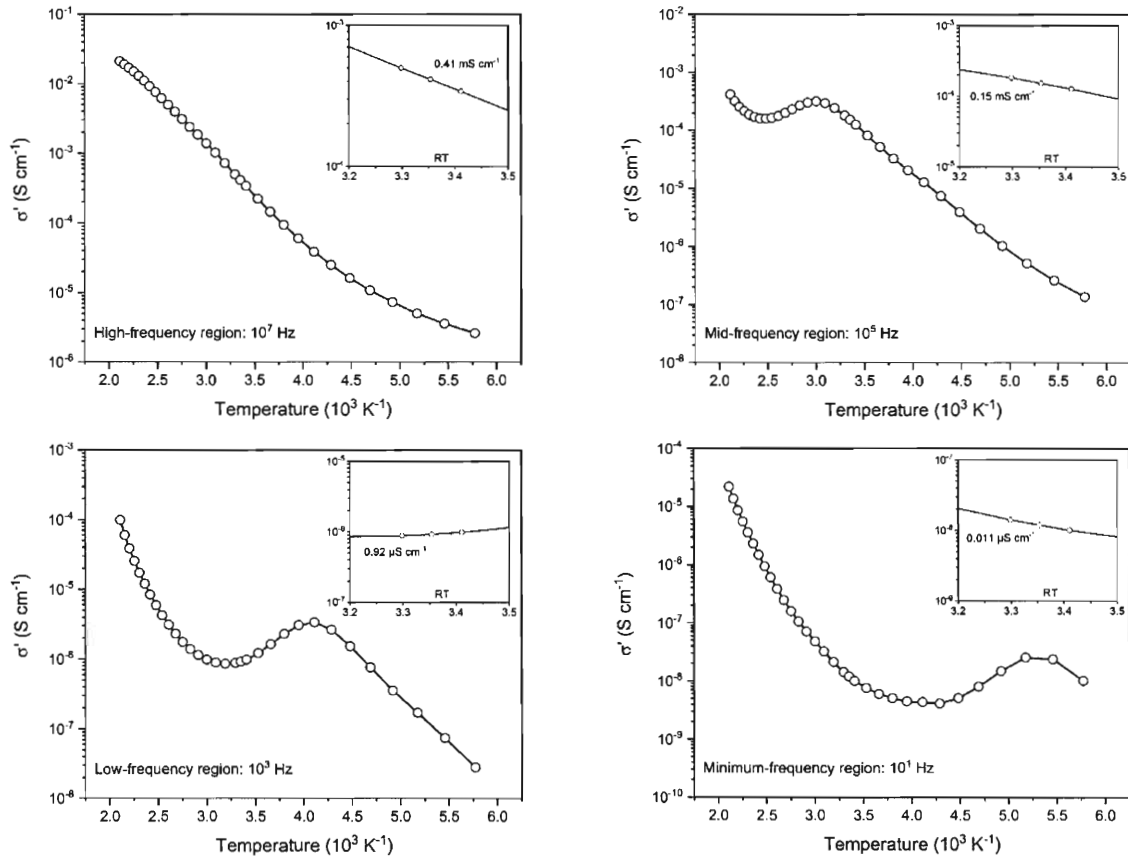 10⁻¹
10⁻²
10⁻³
10⁻⁴
10⁻⁵
10⁻⁶
σ' (S cm⁻¹)
10⁻³
10⁻⁴
0.41 mS cm⁻¹
RT
3.2 3.3 3.4 3.5
High-frequency region: 10⁷ Hz
2.0 2.5 3.0 3.5 4.0 4.5 5.0 5.5 6.0
Temperature (10³ K⁻¹)
10⁻²
10⁻³
10⁻⁴
10⁻⁵
10⁻⁶
10⁻⁷
10⁻⁸
σ' (S cm⁻¹)
10⁻³
10⁻⁴
10⁻⁵
0.15 mS cm⁻¹
RT
3.2 3.3 3.4 3.5
Mid-frequency region: 10⁵ Hz
2.0 2.5 3.0 3.5 4.0 4.5 5.0 5.5 6.0
Temperature (10³ K⁻¹)
10⁻³
10⁻⁴
10⁻⁵
10⁻⁶
10⁻⁷
10⁻⁸
σ' (S cm⁻¹)
10⁻⁵
10⁻⁷
0.92 µS cm⁻¹
RT
3.2 3.3 3.4 3.5
Low-frequency region: 10³ Hz
2.0 2.5 3.0 3.5 4.0 4.5 5.0 5.5 6.0
Temperature (10³ K⁻¹)
10⁻⁴
10⁻⁵
10⁻⁶
10⁻⁷
10⁻⁸
10⁻⁹
10⁻¹⁰
σ' (S cm⁻¹)
10⁻⁷
10⁻⁸
10⁻⁹
0.011 µS cm⁻¹
RT
3.2 3.3 3.4 3.5
Minimum-frequency region: 10¹ Hz
2.0 2.5 3.0 3.5 4.0 4.5 5.0 5.5 6.0
Temperature (10³ K⁻¹)